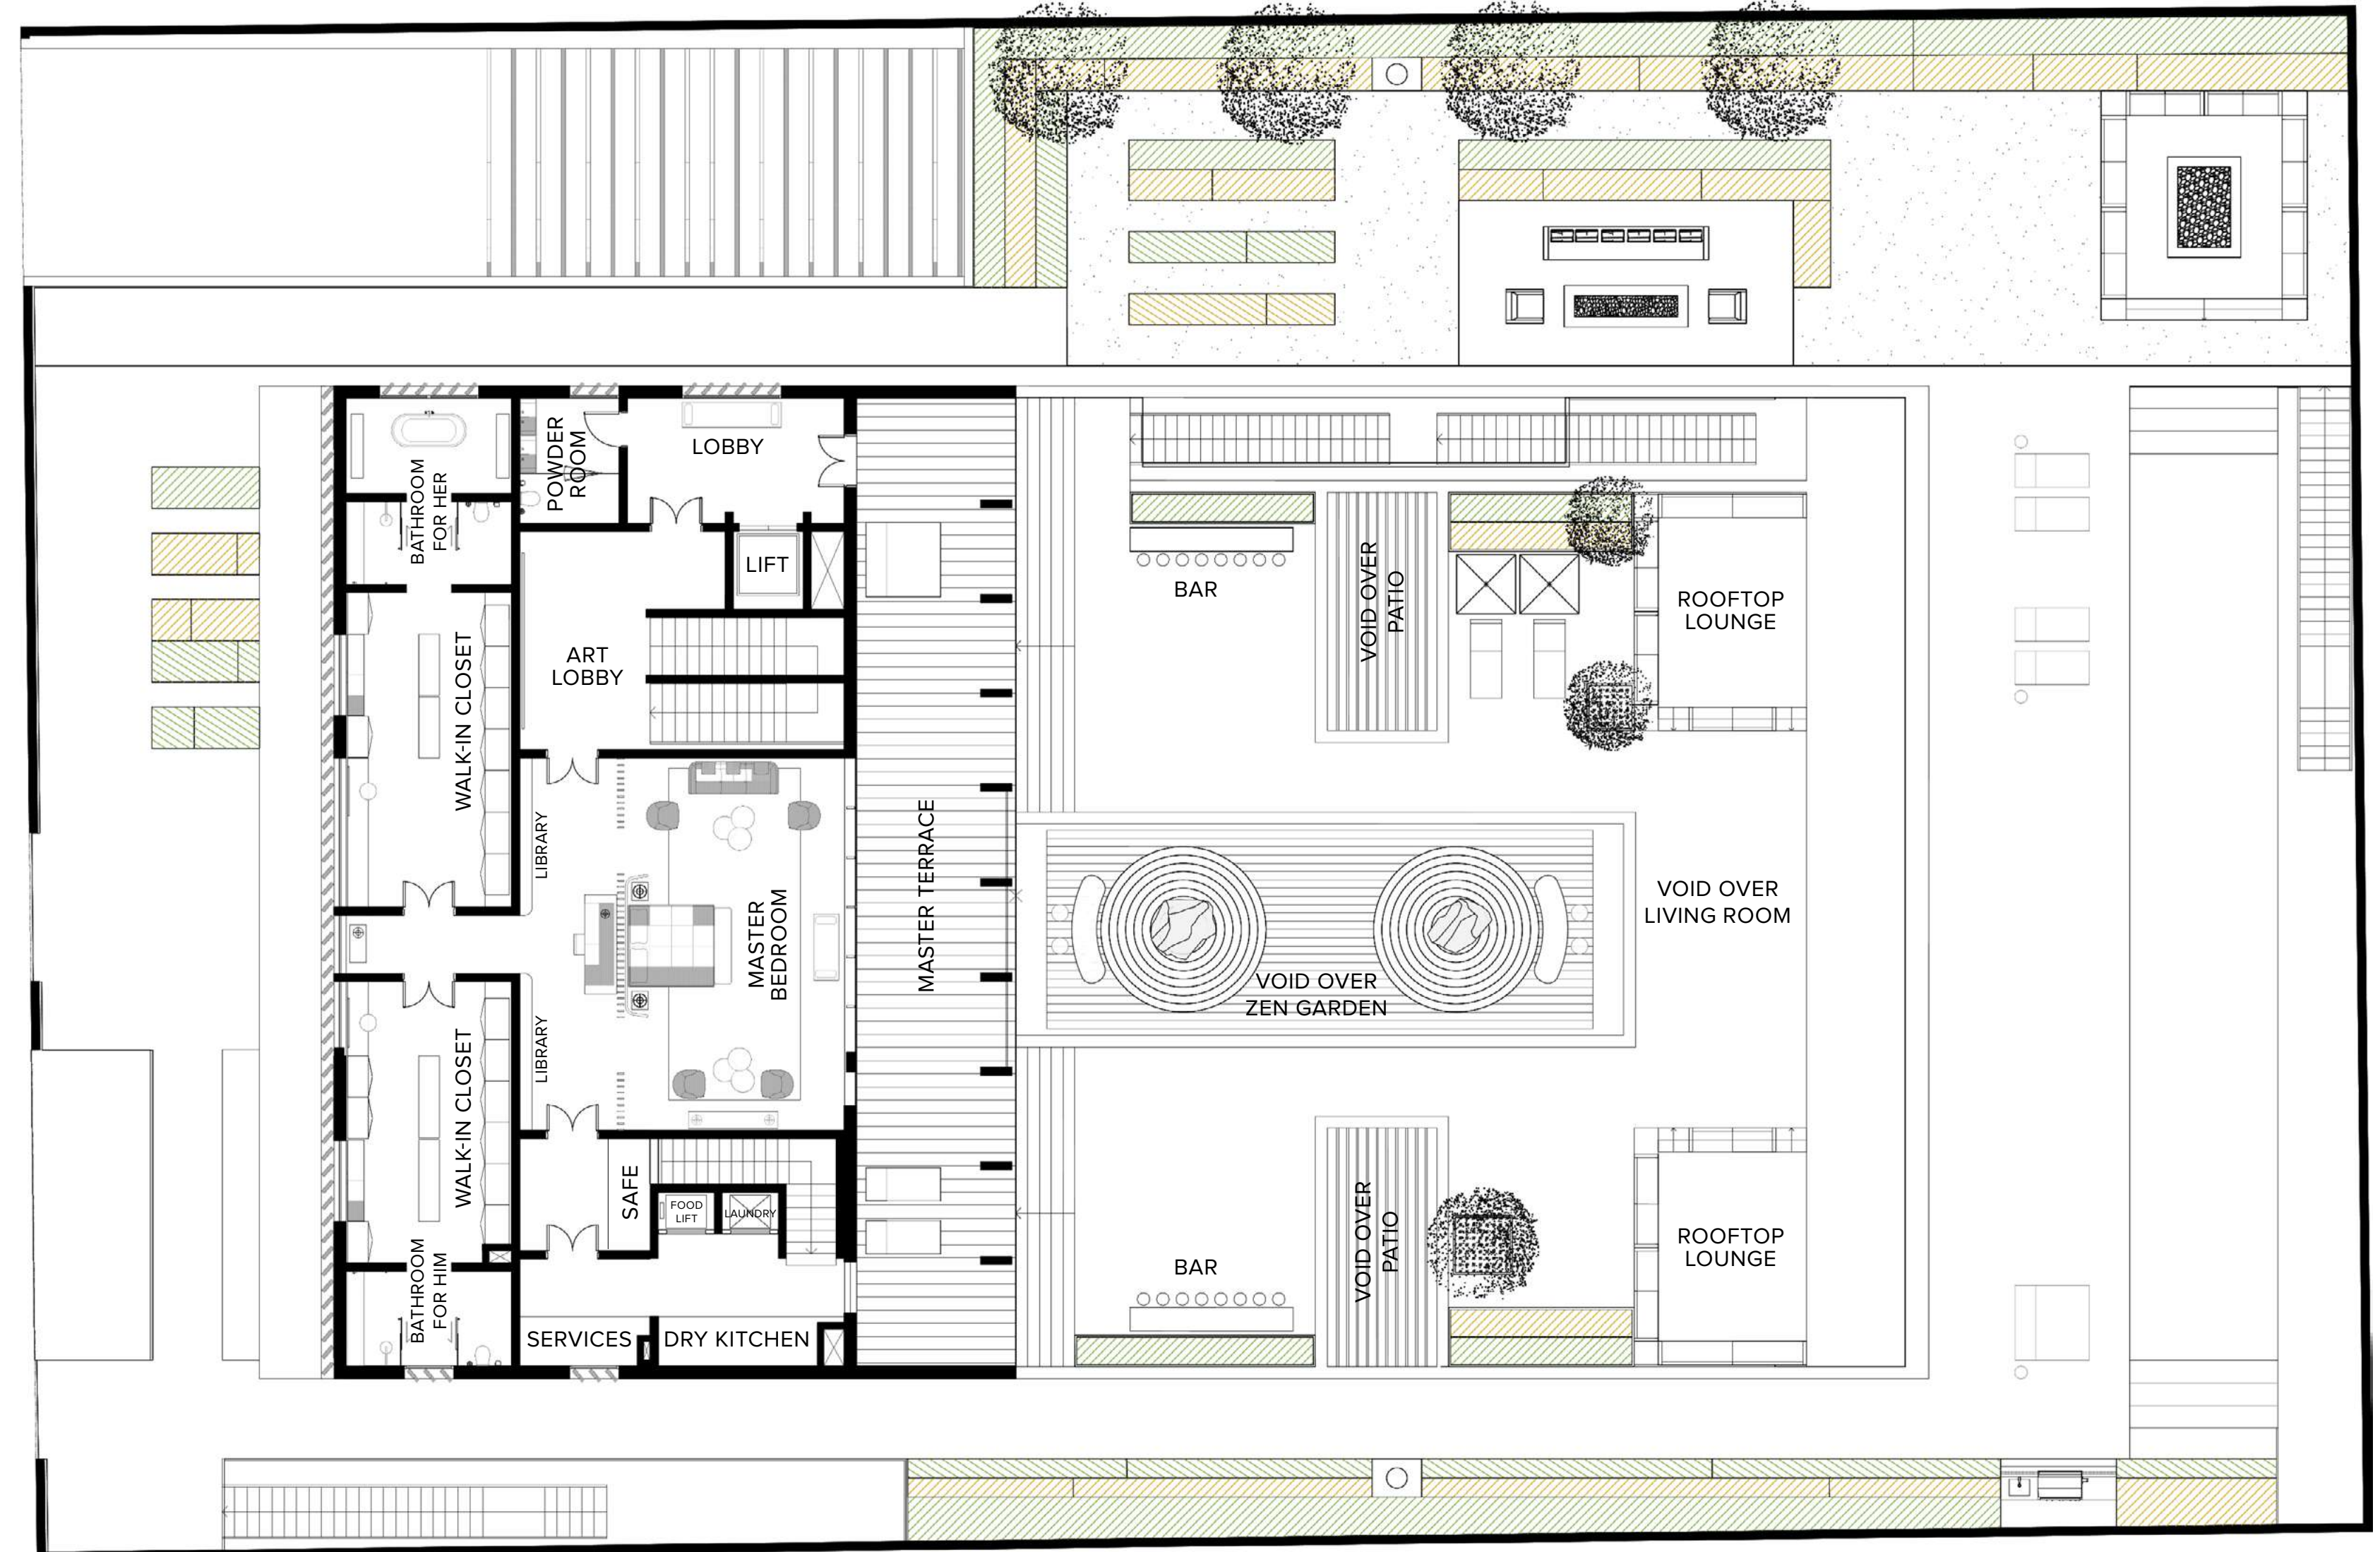 BATHROOM
FOR HER
POWDER
ROOM
LOBBY
LIFT
ART
LOBBY
WALK-IN CLOSET
LIBRARY
MASTER
BEDROOM
LIBRARY
WALK-IN CLOSET
BATHROOM
FOR HIM
SAFE
FOOD
LIFT
LAUNDRY
SERVICES
DRY KITCHEN
MASTER TERRACE
BAR
VOID OVER
PATIO
ROOFTOP
LOUNGE
VOID OVER
LIVING ROOM
VOID OVER
ZEN GARDEN
BAR
VOID OVER
PATIO
ROOFTOP
LOUNGE